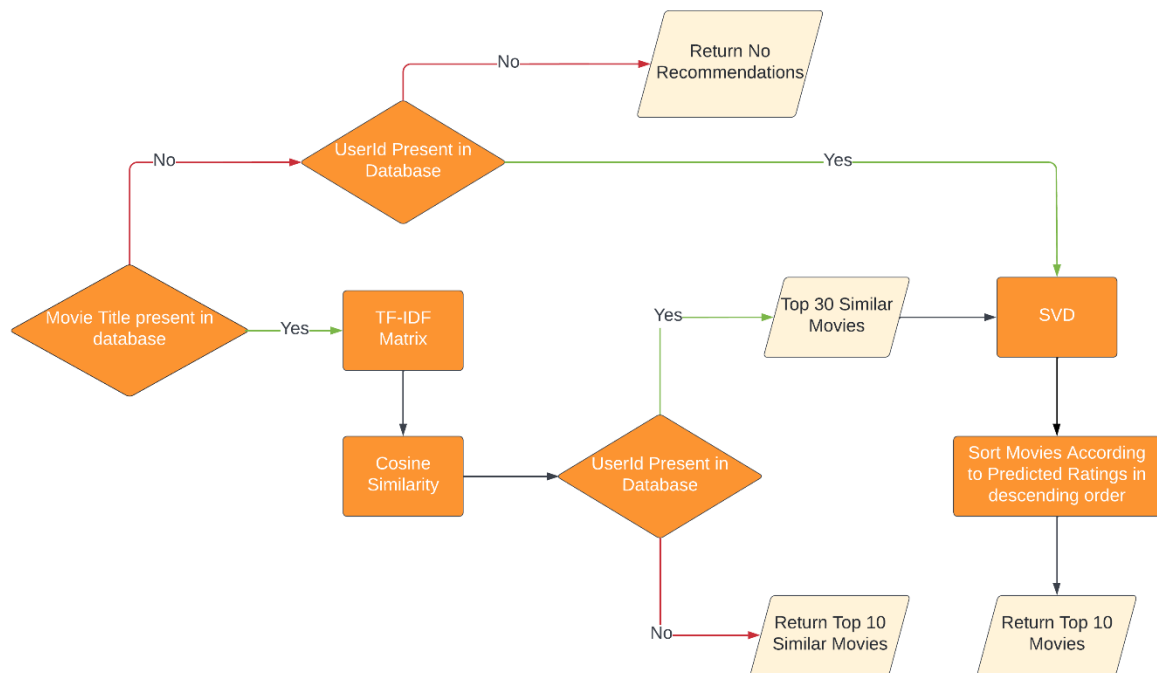 Return No
Recommendations
No
UserId Present in
Database
No
Yes
Movie Title present in
database
Yes
TF-IDF
Matrix
Cosine
Similarity
UserId Present in
Database
Yes
Top 30 Similar
Movies
SVD
Sort Movies According
to Predicted Ratings in
descending order
No
Return Top 10
Similar Movies
Return Top 10
Movies